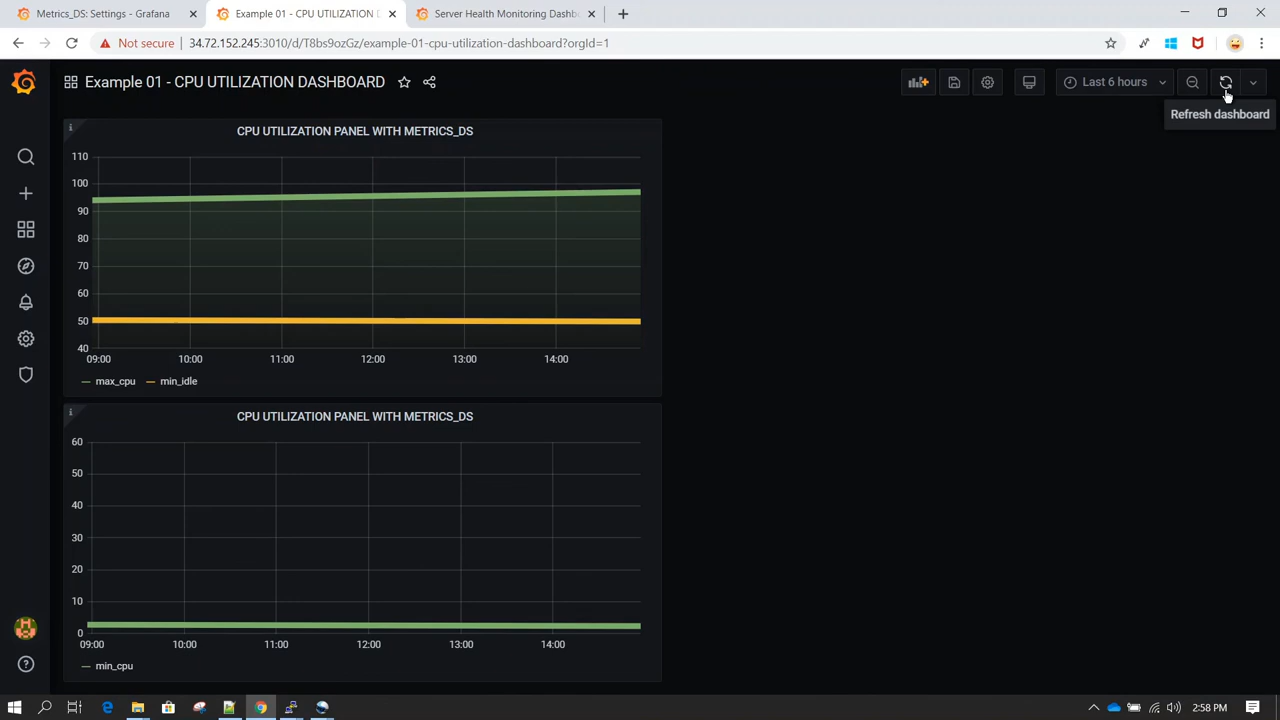 Metrics_DS: Settings - Grafana
Example 01 - CPU UTILIZATION D
Server Health Monitoring Dashb
Not secure
34.72.152.245:3010/d/T8bs9ozGz/example-01-cpu-utilization-dashboard?orgId=1
Example 01 - CPU UTILIZATION DASHBOARD
Last 6 hours
Refresh dashboard
CPU UTILIZATION PANEL WITH METRICS_DS
110
100
90
80
70
60
50
40
09:00 10:00 11:00 12:00 13:00 14:00
max_cpu min_idle
CPU UTILIZATION PANEL WITH METRICS_DS
60
50
40
30
20
10
0
09:00 10:00 11:00 12:00 13:00 14:00
min_cpu
2:58 PM